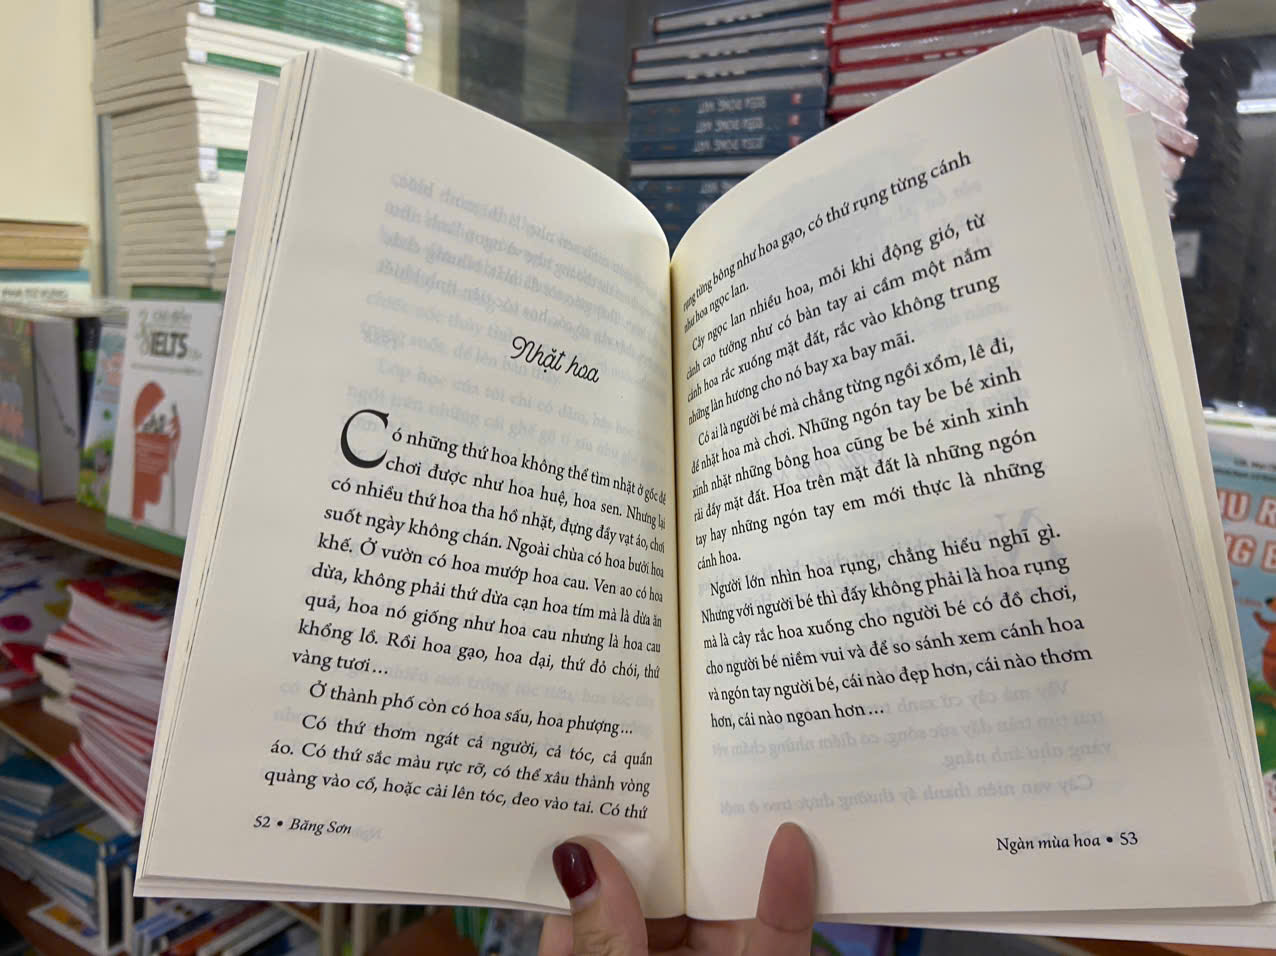 Nhặt hoa
Có những thứ hoa không thể tìm nhặt ở gốc để
chơi được như hoa huệ, hoa sen. Nhưng lại
có nhiều thứ hoa tha hồ nhặt, đựng đầy vạt áo, chơi
suốt ngày không chán. Ngoài chùa có hoa bưởi hoa
khế. Ở vườn có hoa mướp hoa cau. Ven ao có hoa
dừa, không phải thứ dừa cạn hoa tím mà là dừa ăn
quả, hoa nó giống như hoa cau nhưng là hoa cau
khổng lồ. Rồi hoa gạo, hoa dại, thứ đỏ chói, thứ
vàng tươi...
Ở thành phố còn có hoa sấu, hoa phượng...
Có thứ thơm ngát cả người, cả tóc, cả quần
áo. Có thứ sắc màu rực rỡ, có thể xâu thành vòng
quàng vào cổ, hoặc cài lên tóc, đeo vào tai. Có thứ
52 • Băng Sơn
rụng từng bông như hoa gạo, có thứ rụng từng cánh
như hoa ngọc lan.
Cây ngọc lan nhiều hoa, mỗi khi động gió, từ
cành cao tưởng như có bàn tay ai cầm một nắm
cánh hoa rắc xuống mặt đất, rắc vào không trung
những làn hương cho nó bay xa bay mãi.
Có ai là người bé mà chẳng từng ngồi xổm, lê đi,
để nhặt hoa mà chơi. Những ngón tay be bé xinh
xinh nhặt những bông hoa cũng be bé xinh xinh
rải đầy mặt đất. Hoa trên mặt đất là những ngón
tay hay những ngón tay em mới thực là những
cánh hoa.
Người lớn nhìn hoa rụng, chẳng hiểu nghĩ gì.
Nhưng với người bé thì đấy không phải là hoa rụng
mà là cây rắc hoa xuống cho người bé có đồ chơi,
cho người bé niềm vui và để so sánh xem cánh hoa
và ngón tay người bé, cái nào đẹp hơn, cái nào thơm
hơn, cái nào ngoan hơn...
Ngàn mùa hoa • 53
IELTS